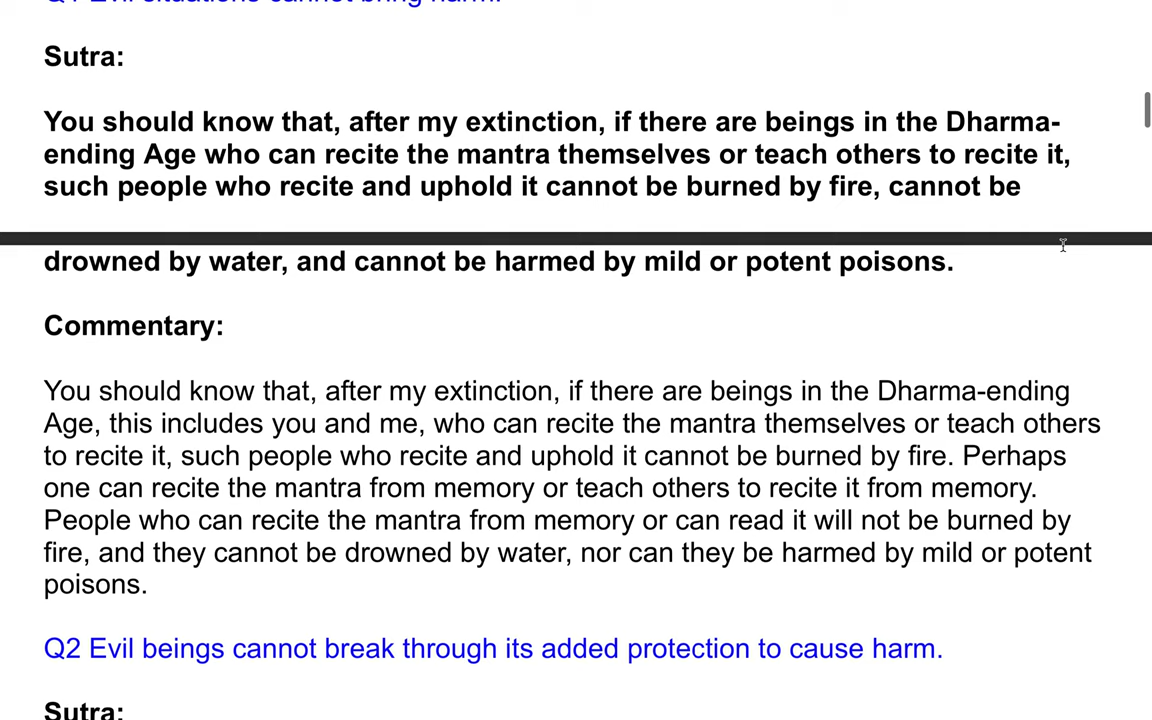 Q1 Evil situations cannot bring harm.
Sutra:
You should know that, after my extinction, if there are beings in the Dharma-
ending Age who can recite the mantra themselves or teach others to recite it,
such people who recite and uphold it cannot be burned by fire, cannot be
drowned by water, and cannot be harmed by mild or potent poisons.
Commentary:
You should know that, after my extinction, if there are beings in the Dharma-ending
Age, this includes you and me, who can recite the mantra themselves or teach others
to recite it, such people who recite and uphold it cannot be burned by fire. Perhaps
one can recite the mantra from memory or teach others to recite it from memory.
People who can recite the mantra from memory or can read it will not be burned by
fire, and they cannot be drowned by water, nor can they be harmed by mild or potent
poisons.
Q2 Evil beings cannot break through its added protection to cause harm.
Sutra: